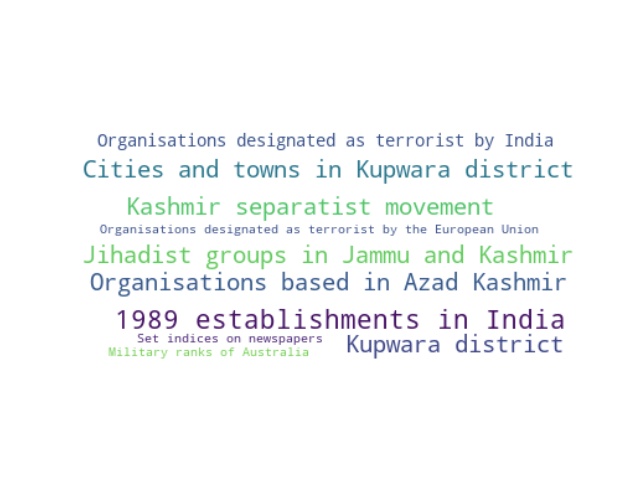 Organisations designated as terrorist by India
Cities and towns in Kupwara district
Kashmir separatist movement
Organisations designated as terrorist by the European Union
Jihadist groups in Jammu and Kashmir
Organisations based in Azad Kashmir
1989 establishments in India
Set indices on newspapers
Kupwara district
Military ranks of Australia